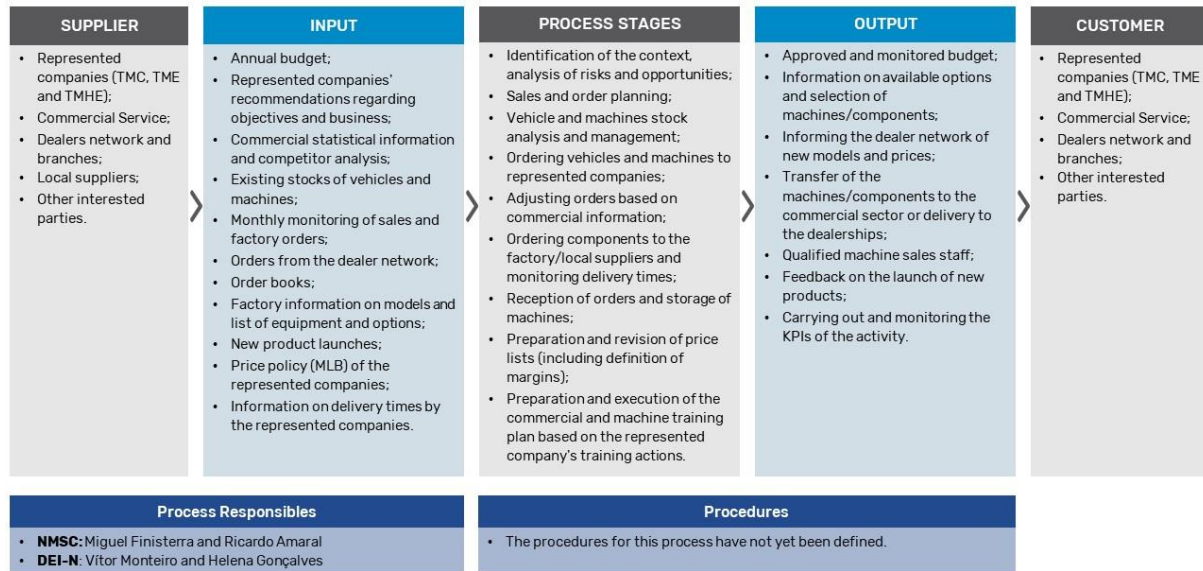 SUPPLIER
• Represented
companies (TMC, TME
and TMHE);
• Commercial Service;
• Dealers network and
branches;
• Local suppliers;
• Other interested
parties.
INPUT
• Annual budget;
• Represented companies'
recommendations regarding
objectives and business;
• Commercial statistical information
and competitor analysis;
• Existing stocks of vehicles and
machines;
• Monthly monitoring of sales and
factory orders;
• Orders from the dealer network;
• Order books;
• Factory information on models and
list of equipment and options;
• New product launches;
• Price policy (MLB) of the
represented companies;
• Information on delivery times by
the represented companies.
PROCESS STAGES
• Identification of the context,
analysis of risks and opportunities;
• Sales and order planning;
• Vehicle and machines stock
analysis and management;
• Ordering vehicles and machines to
represented companies;
• Adjusting orders based on
commercial information;
• Ordering components to the
factory/local suppliers and
monitoring delivery times;
• Reception of orders and storage of
machines;
• Preparation and revision of price
lists (including definition of
margins);
• Preparation and execution of the
commercial and machine training
plan based on the represented
company's training actions.
OUTPUT
• Approved and monitored budget;
• Information on available options
and selection of
machines/components;
• Informing the dealer network of
new models and prices;
• Transfer of the
machines/components to the
commercial sector or delivery to
the dealerships;
• Qualified machine sales staff;
• Feedback on the launch of new
products;
• Carrying out and monitoring the
KPIs of the activity.
CUSTOMER
• Represented
companies (TMC, TME
and TMHE);
• Commercial Service;
• Dealers network and
branches;
• Other interested
parties.
Process Responsibles
• NMSC: Miguel Finisterra and Ricardo Amaral
• DEI-N: Vítor Monteiro and Helena Gonçalves
Procedures
• The procedures for this process have not yet been defined.